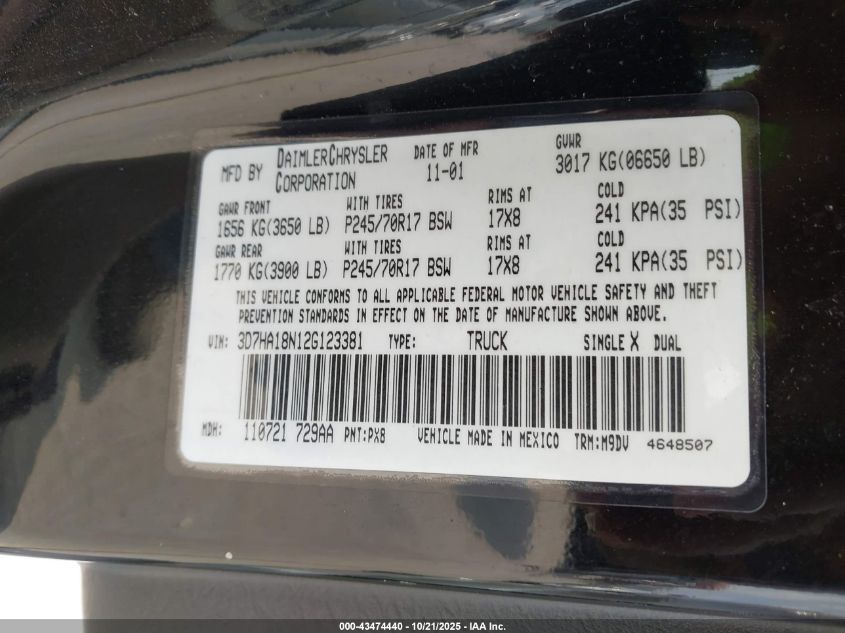 MFD BY DAIMLERCHRYSLER CORPORATION DATE OF MFR 11-01 GVWR 3017 KG(06650 LB)
GAWR FRONT WITH TIRES RIMS AT COLD
1656 KG(3650 LB) P245/70R17 BSW 17X8 241 KPA(35 PSI)
GAWR REAR WITH TIRES RIMS AT COLD
1770 KG(3900 LB) P245/70R17 BSW 17X8 241 KPA(35 PSI)
THIS VEHICLE CONFORMS TO ALL APPLICABLE FEDERAL MOTOR VEHICLE SAFETY AND THEFT
PREVENTION STANDARDS IN EFFECT ON THE DATE OF MANUFACTURE SHOWN ABOVE.
VIN: 3D7HA18N12G123381 TYPE: TRUCK SINGLE X DUAL
MDH: 110721 729AA PNT:PX8 VEHICLE MADE IN MEXICO TRM:M9DV 4648507
000-43474440 - 10/21/2025 - IAA Inc.